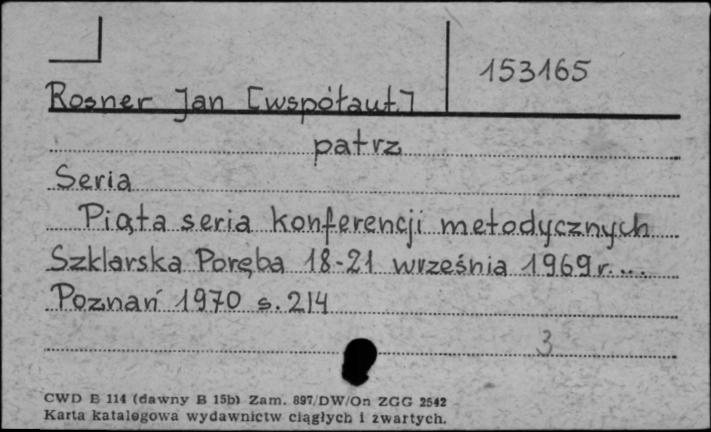 153165
Rosner Jan [współaut.]
patrz
Seria
Piąta seria konferencji metodycznych
Szklarska Poręba 18-21 września 1969r....
Poznań 1970 s. 214
3
CWD B 114 (dawny B 15b) Zam. 897/DW/On ZGG 2542
Karta katalogowa wydawnictw ciągłych i zwartych.